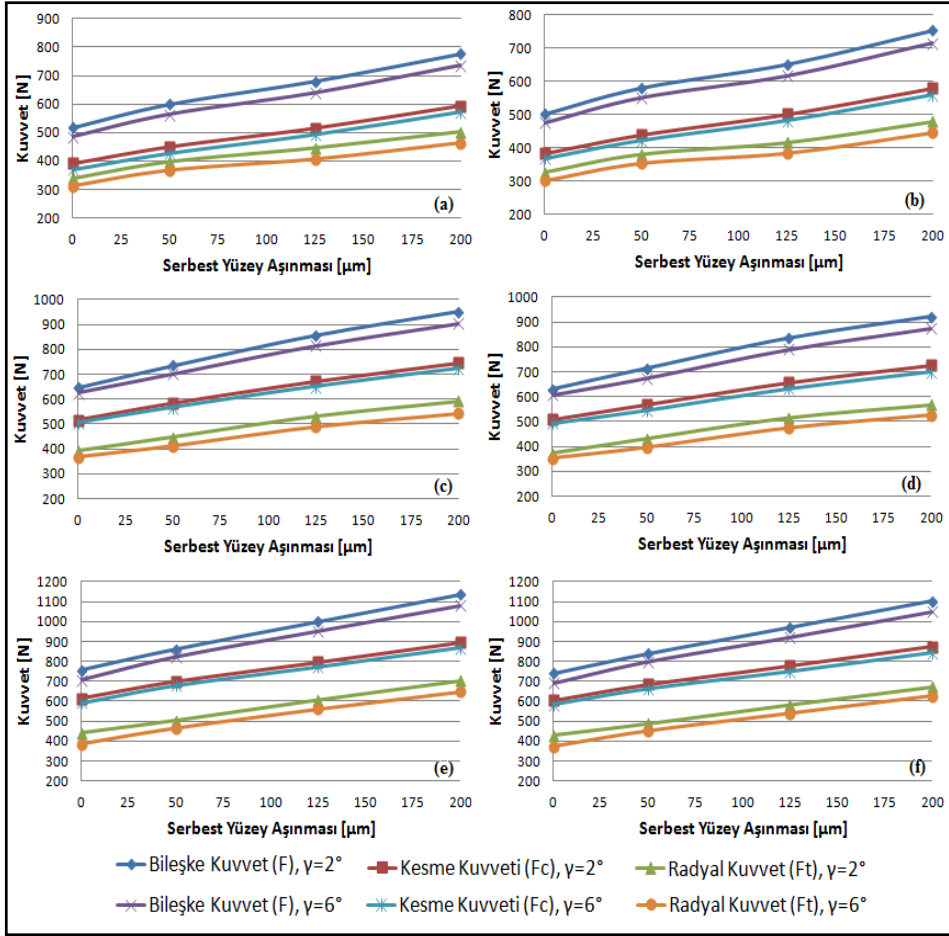 Kuvvet [N]
900
800
700
600
500
400
300
200
0 25 50 75 100 125 150 175 200
Serbest Yüzey Aşınması [µm]
(a)
Kuvvet [N]
800
700
600
500
400
300
200
0 25 50 75 100 125 150 175 200
Serbest Yüzey Aşınması [µm]
(b)
Kuvvet [N]
1000
900
800
700
600
500
400
300
200
0 25 50 75 100 125 150 175 200
Serbest Yüzey Aşınması [µm]
(c)
Kuvvet [N]
1000
900
800
700
600
500
400
300
200
0 25 50 75 100 125 150 175 200
Serbest Yüzey Aşınması [µm]
(d)
Kuvvet [N]
1200
1100
1000
900
800
700
600
500
400
300
200
0 25 50 75 100 125 150 175 200
Serbest Yüzey Aşınması [µm]
(e)
Kuvvet [N]
1200
1100
1000
900
800
700
600
500
400
300
200
0 25 50 75 100 125 150 175 200
Serbest Yüzey Aşınması [µm]
(f)
Bileşke Kuvvet (F), γ=2° Kesme Kuvveti (Fc), γ=2° Radyal Kuvvet (Ft), γ=2°
Bileşke Kuvvet (F), γ=6° Kesme Kuvveti (Fc), γ=6° Radyal Kuvvet (Ft), γ=6°